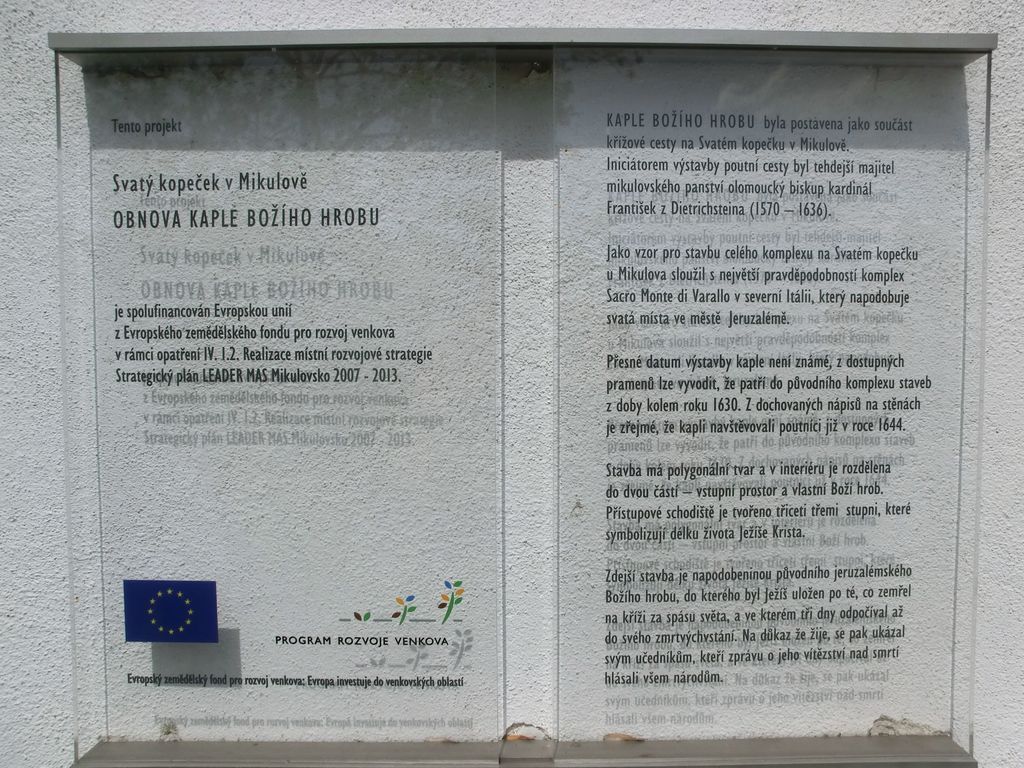 Tento projekt
Svatý kopeček v Mikulově
OBNOVA KAPLE BOŽÍHO HROBU
je spolufinancován Evropskou unií
z Evropského zemědělského fondu pro rozvoj venkova
v rámci opatření IV. 1.2. Realizace místní rozvojové strategie
Strategický plán LEADER MAS Mikulovsko 2007 - 2013.
PROGRAM ROZVOJE VENKOVA
Evropský zemědělský fond pro rozvoj venkova: Evropa investuje do venkovských oblastí
KAPLE BOŽÍHO HROBU byla postavena jako součást
křížové cesty na Svatém kopečku v Mikulově.
Iniciátorem výstavby poutní cesty byl tehdejší majitel
mikulovského panství olomoucký biskup kardinál
František z Dietrichsteina (1570 – 1636).
Jako vzor pro stavbu celého komplexu na Svatém kopečku
u Mikulova sloužil s největší pravděpodobností komplex
Sacro Monte di Varallo v severní Itálii, který napodobuje
svatá místa ve městě Jeruzalémě.
Přesné datum výstavby kaple není známé, z dostupných
pramenů lze vyvodit, že patří do původního komplexu staveb
z doby kolem roku 1630. Z dochovaných nápisů na stěnách
je zřejmé, že kapli navštěvovali poutníci již v roce 1644.
Stavba má polygonální tvar a v interiéru je rozdělena
do dvou částí – vstupní prostor a vlastní Boží hrob.
Přístupové schodiště je tvořeno třiceti třemi stupni, které
symbolizují délku života Ježíše Krista.
Zdejší stavba je napodobeninou původního jeruzalémského
Božího hrobu, do kterého byl Ježíš uložen po té, co zemřel
na kříži za spásu světa, a ve kterém tři dny odpočíval až
do svého zmrtvýchvstání. Na důkaz že žije, se pak ukázal
svým učedníkům, kteří zprávu o jeho vítězství nad smrtí
hlásali všem národům.